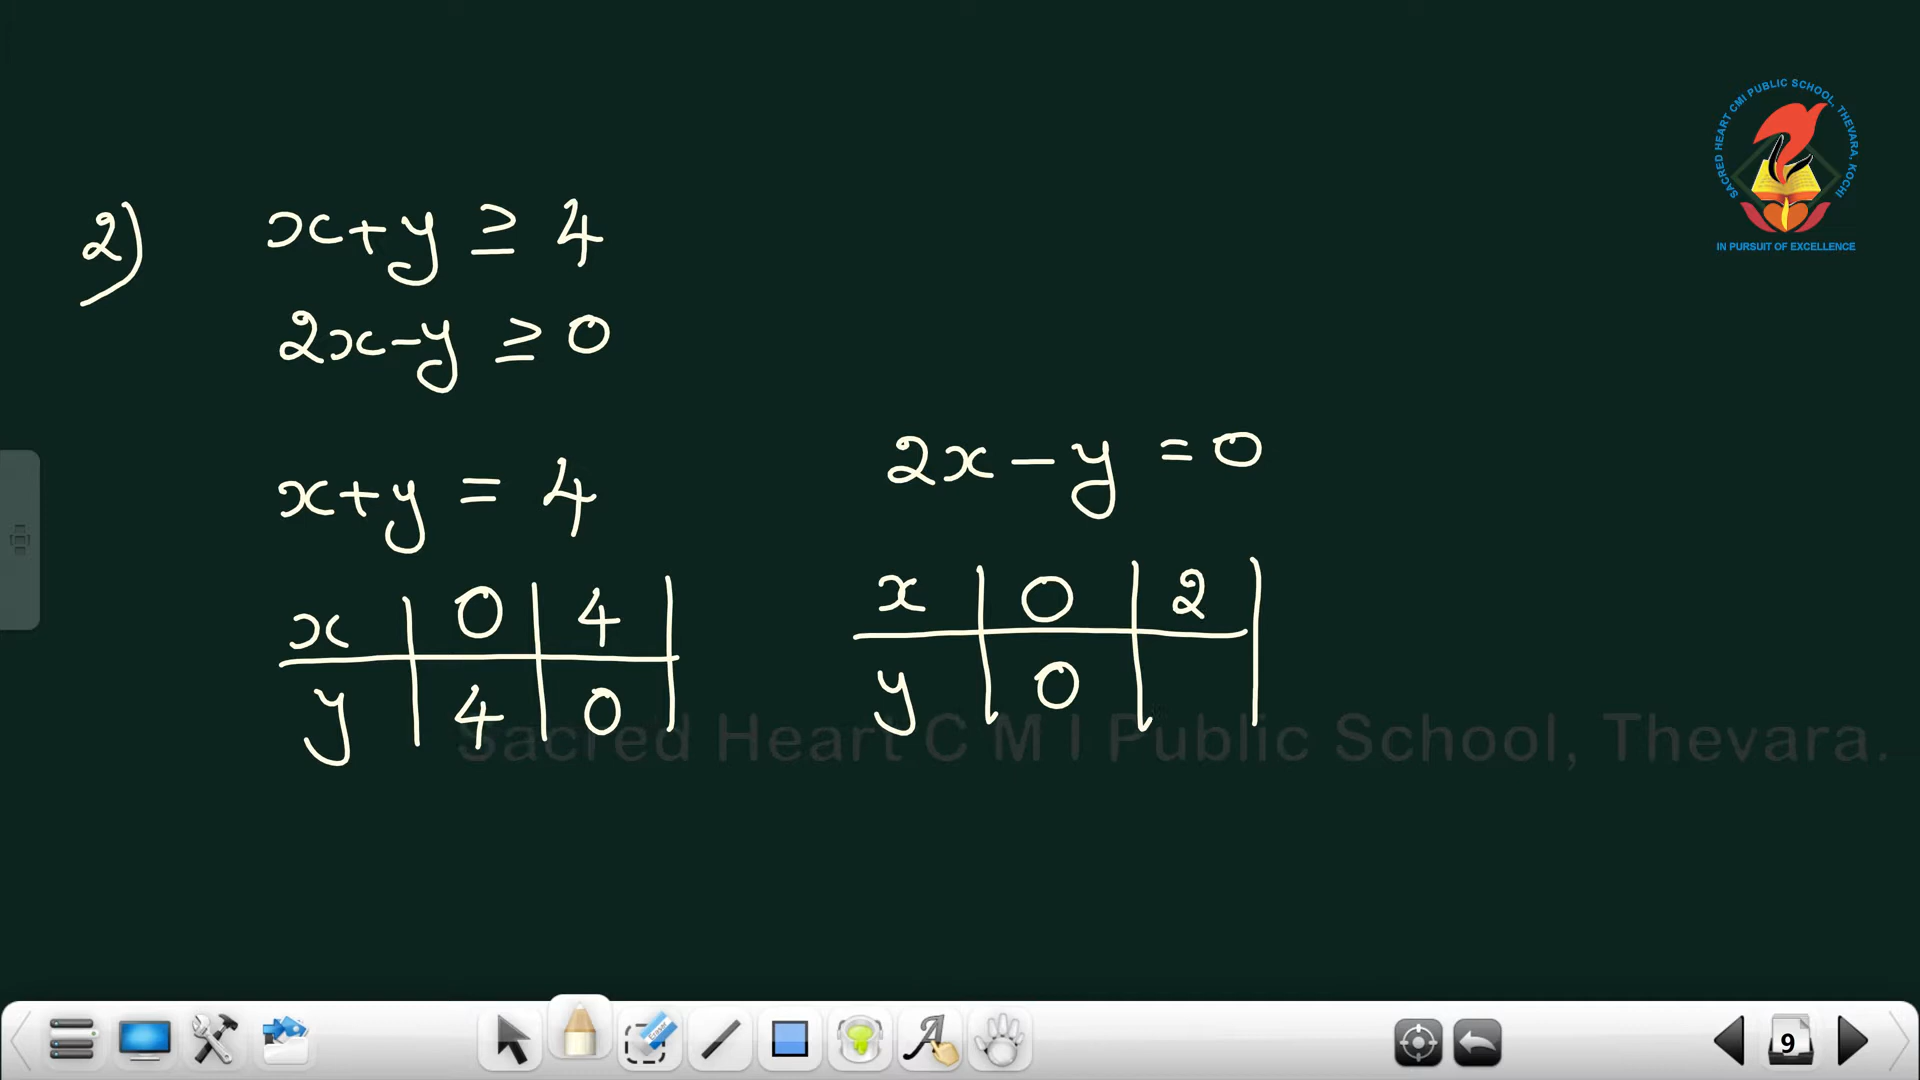 SACRED HEART CMI PUBLIC SCHOOL, THEVARA, KOCHI
IN PURSUIT OF EXCELLENCE
2) x+y ≥ 4
2x-y ≥ 0
x+y = 4
x | 0 | 4 |
y | 4 | 0 |
2x-y = 0
x | 0 | 2 |
y | 0 | |
Sacred Heart C M I Public School, Thevara.
Eraser
A
9